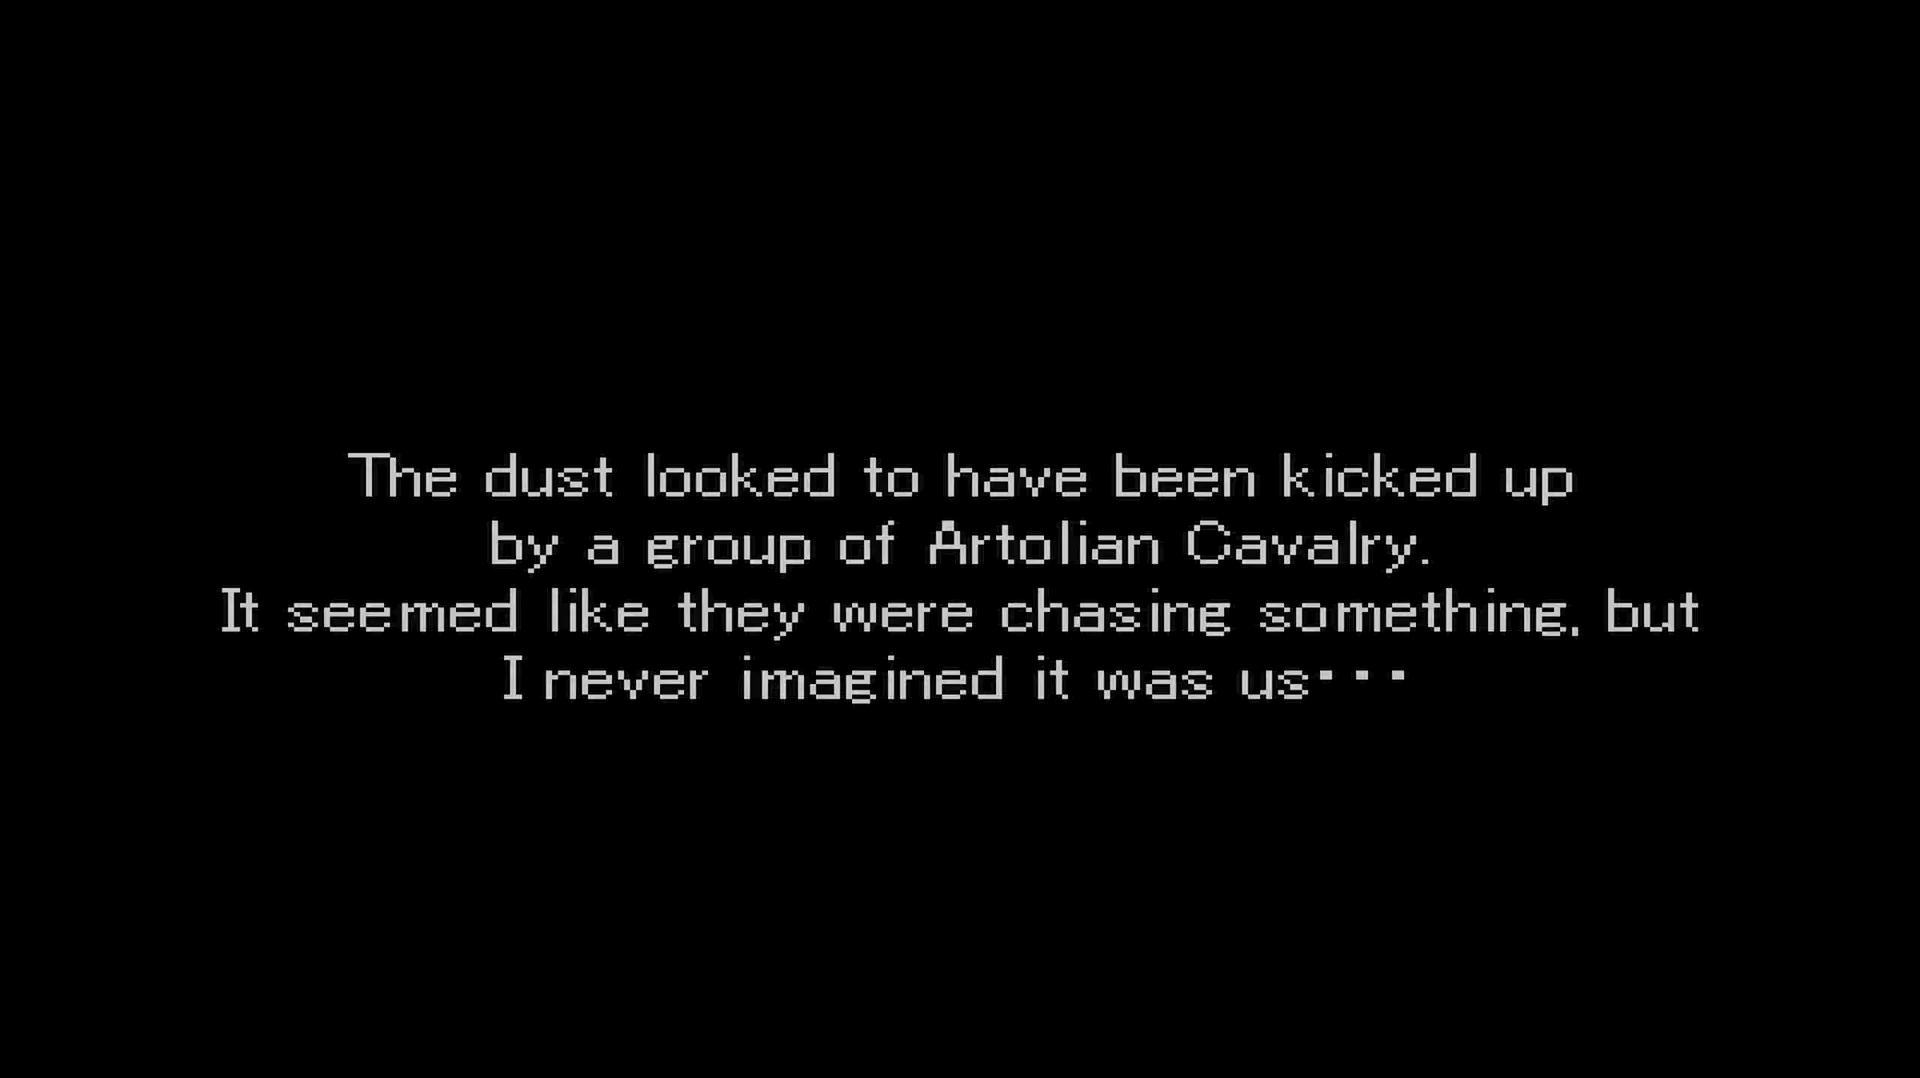 The dust looked to have been kicked up
by a group of Artolian Cavalry.
It seemed like they were chasing something, but
I never imagined it was us･･･